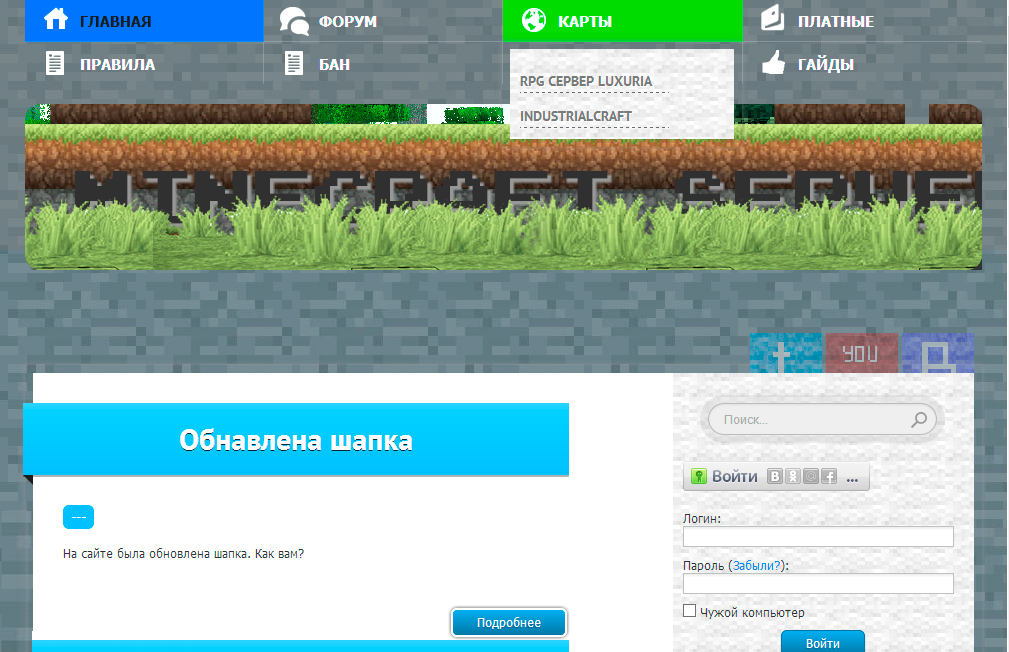 ГЛАВНАЯ
ФОРУМ
КАРТЫ
ПЛАТНЫЕ
ПРАВИЛА
БАН
ГАЙДЫ
RPG СЕРВЕР LUXURIA
INDUSTRIALCRAFT
YOU
Обнавлена шапка
---
На сайте была обновлена шапка. Как вам?
Подробнее
Поиск...
Войти ...
Логин:
Пароль (Забыли?):
Чужой компьютер
Войти